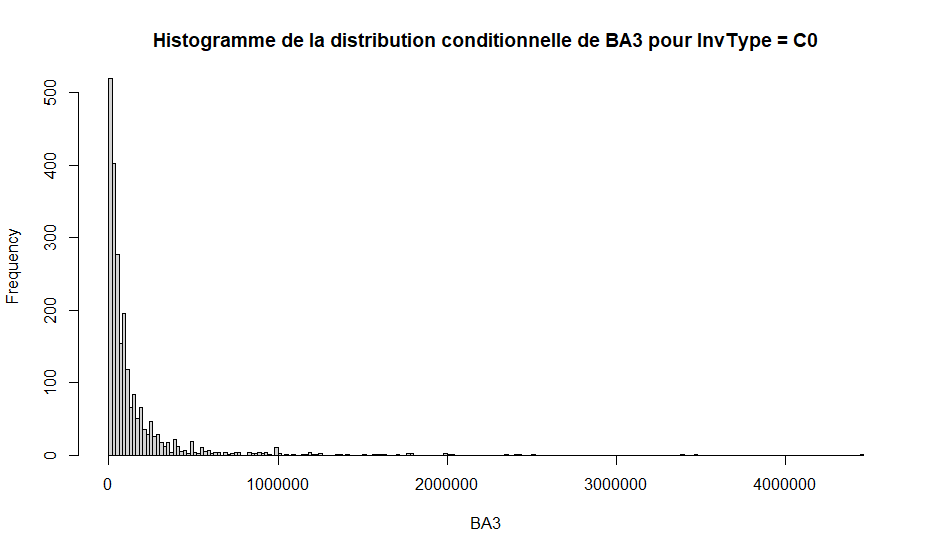 Histogramme de la distribution conditionnelle de BA3 pour InvType = C0
Frequency
500
400
300
200
100
0
0 1000000 2000000 3000000 4000000
BA3